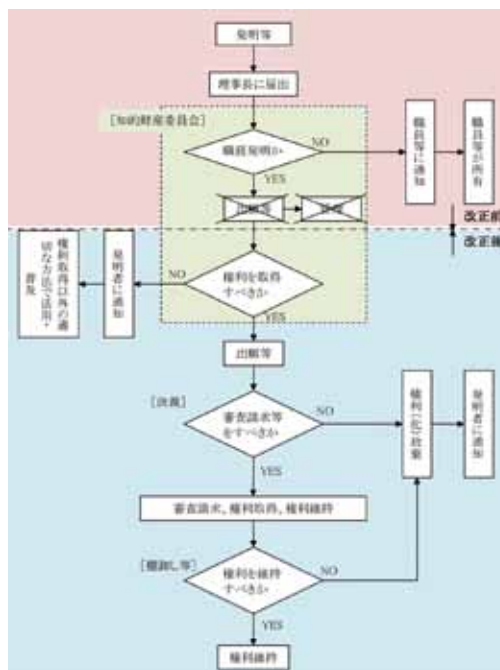 発明等
理事長に届出
［知的財産委員会］
職務発明か
NO
YES
職員等に通知
職員等が所有
改正前
改正後
権利を取得
すべきか
NO
YES
発明者に通知
権利取得以外の適
切な方法で活用・
普及
出願等
［決裁］
審査請求等
をすべきか
NO
YES
権利(化)放棄
発明者に通知
審査請求、権利取得、権利維持
［棚卸し等］
権利を維持
すべきか
NO
YES
権利維持